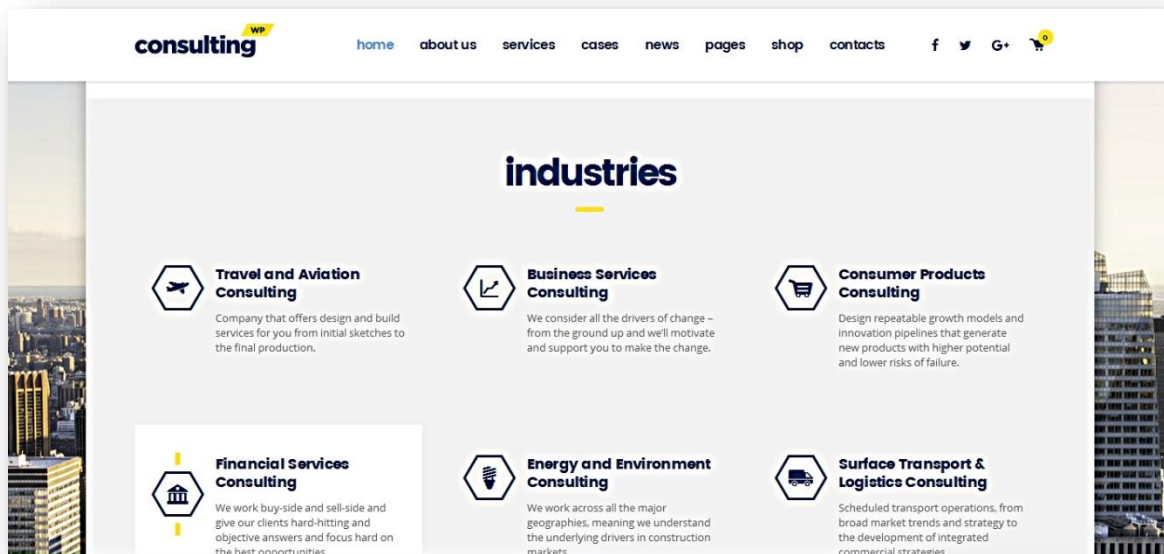 consulting WP
home about us services cases news pages shop contacts f G+ 0
industries
Travel and Aviation
Consulting
Company that offers design and build
services for you from initial sketches to
the final production.
Business Services
Consulting
We consider all the drivers of change –
from the ground up and we'll motivate
and support you to make the change.
Consumer Products
Consulting
Design repeatable growth models and
innovation pipelines that generate
new products with higher potential
and lower risks of failure.
Financial Services
Consulting
We work buy-side and sell-side and
give our clients hard-hitting and
objective answers and focus hard on
the best opportunities
Energy and Environment
Consulting
We work across all the major
geographies, meaning we understand
the underlying drivers in construction
markets
Surface Transport &
Logistics Consulting
Scheduled transport operations, from
broad market trends and strategy to
the development of integrated
commercial strategies